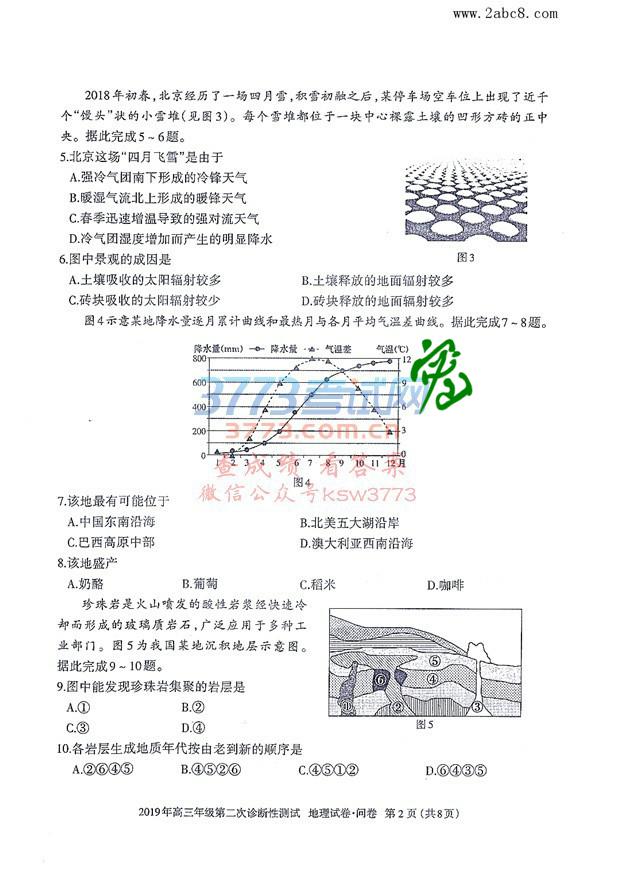 www.2abc8.com
2018年初春,北京经历了一场四月雪,积雪初融之后,某停车场空车位上出现了近千
个“馒头”状的小雪堆(见图3)。每个雪堆都位于一块中心裸露土壤的凹形方砖的正中
央。据此完成5~6题。
5.北京这场“四月飞雪”是由于
A.强冷气团南下形成的冷锋天气
B.暖湿气流北上形成的暖锋天气
C.春季迅速增温导致的强对流天气
D.冷气团湿度增加而产生的明显降水
图3
6.图中景观的成因是
A.土壤吸收的太阳辐射较多 B.土壤释放的地面辐射较多
C.砖块吸收的太阳辐射较少 D.砖块释放的地面辐射较多
图4示意某地降水量逐月累计曲线和最热月与各月平均气温差曲线。据此完成7~8题。
降水量(mm) 降水量 气温差 气温(℃)
800 12
600 9
400 6
200 3
0 0
1 2 3 4 5 6 7 8 9 10 11 12月
图4
3773考试网
www.3773.com.cn
查成绩 看答案
微信公众号ksw3773
7.该地最有可能位于
A.中国东南沿海 B.北美五大湖沿岸
C.巴西高原中部 D.澳大利亚西南沿海
8.该地盛产
A.奶酪 B.葡萄 C.稻米 D.咖啡
珍珠岩是火山喷发的酸性岩浆经快速冷
却而形成的玻璃质岩石,广泛应用于多种工
业部门。图5为我国某地沉积地层示意图。
据此完成9~10题。
9.图中能发现珍珠岩集聚的岩层是
A.① B.②
C.③ D.④
⑤
⑥ ④
① ② ③
图5
10.各岩层生成地质年代按由老到新的顺序是
A.②⑥④⑤ B.④⑤②⑥ C.④⑤①② D.⑥④③⑤
2019年高三年级第二次诊断性测试 地理试卷·问卷 第2页(共8页)